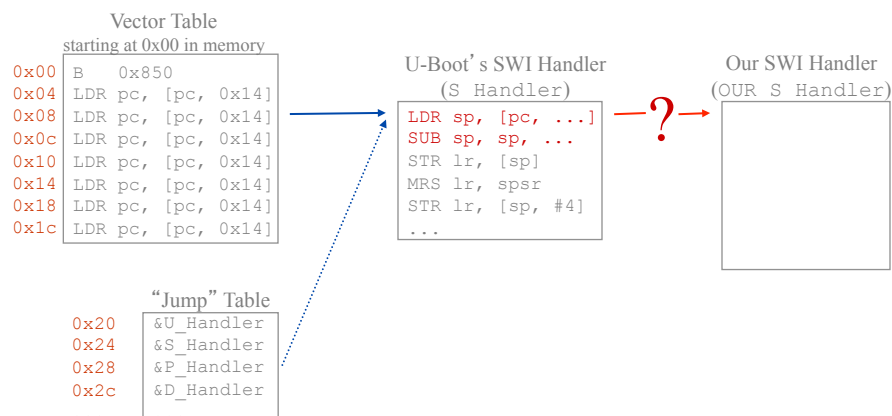 Vector Table
starting at 0x00 in memory
0x00 B 0x850
0x04 LDR pc, [pc, 0x14]
0x08 LDR pc, [pc, 0x14]
0x0c LDR pc, [pc, 0x14]
0x10 LDR pc, [pc, 0x14]
0x14 LDR pc, [pc, 0x14]
0x18 LDR pc, [pc, 0x14]
0x1c LDR pc, [pc, 0x14]
U-Boot’s SWI Handler
(S Handler)
LDR sp, [pc, ...]
SUB sp, sp, ...
STR lr, [sp]
MRS lr, spsr
STR lr, [sp, #4]
...
?
Our SWI Handler
(OUR S Handler)
“Jump” Table
0x20 &U_Handler
0x24 &S_Handler
0x28 &P_Handler
0x2c &D_Handler